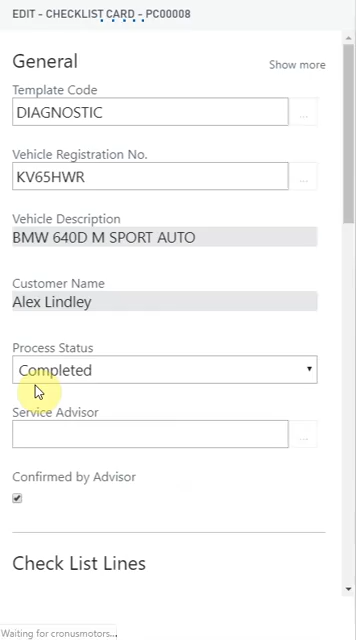 EDIT - CHECKLIST CARD - PC00008
General
Show more
Template Code
DIAGNOSTIC
...
Vehicle Registration No.
KV65HWR
...
Vehicle Description
BMW 640D M SPORT AUTO
Customer Name
Alex Lindley
Process Status
Completed
Service Advisor
...
Confirmed by Advisor
Check List Lines
Waiting for cronusmotors...